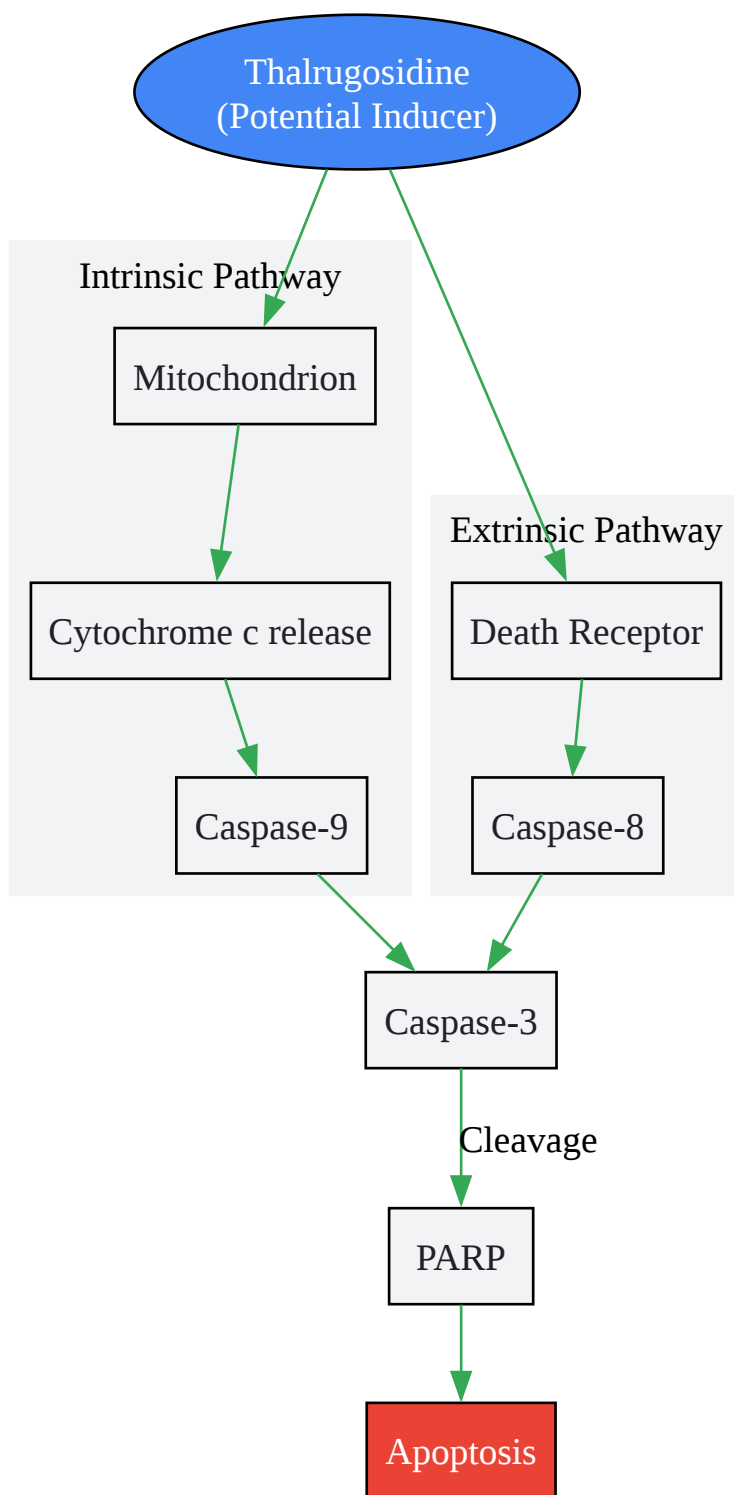 Thalrugosidine
(Potential Inducer)
Intrinsic Pathway
Mitochondrion
Extrinsic Pathway
Cytochrome c release
Death Receptor
Caspase-9
Caspase-8
Caspase-3
Cleavage
PARP
Apoptosis